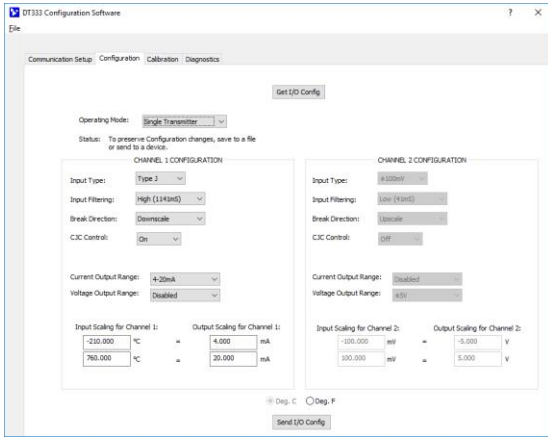 DT333 Configuration Software
File
Communication Setup Configuration Calibration Diagnostics
Get I/O Config
Operating Mode: Single Transmitter
Status: To preserve Configuration changes, save to a file
or send to a device.
CHANNEL 1 CONFIGURATION
Input Type: Type J
Input Filtering: High (1141mS)
Break Direction: Downscale
CJC Control: On
Current Output Range: 4-20mA
Voltage Output Range: Disabled
Input Scaling for Channel 1: Output Scaling for Channel 1:
-210.000 °C = 4.000 mA
760.000 °C = 20.000 mA
CHANNEL 2 CONFIGURATION
Input Type: ±100mV
Input Filtering: Low (41mS)
Break Direction: Upscale
CJC Control: Off
Current Output Range: Disabled
Voltage Output Range: ±5V
Input Scaling for Channel 2: Output Scaling for Channel 2:
-100.000 mV = -5.000 V
100.000 mV = 5.000 V
Deg. C Deg. F
Send I/O Config